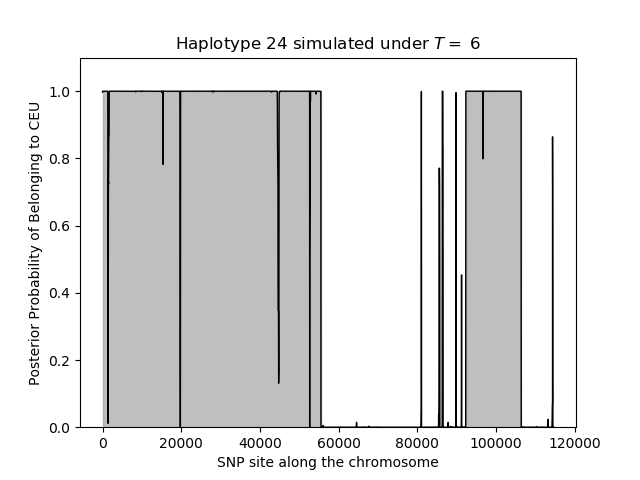 Haplotype 24 simulated under T = 6
Posterior Probability of Belonging to CEU
1.0
0.8
0.6
0.4
0.2
0.0
0 20000 40000 60000 80000 100000 120000
SNP site along the chromosome